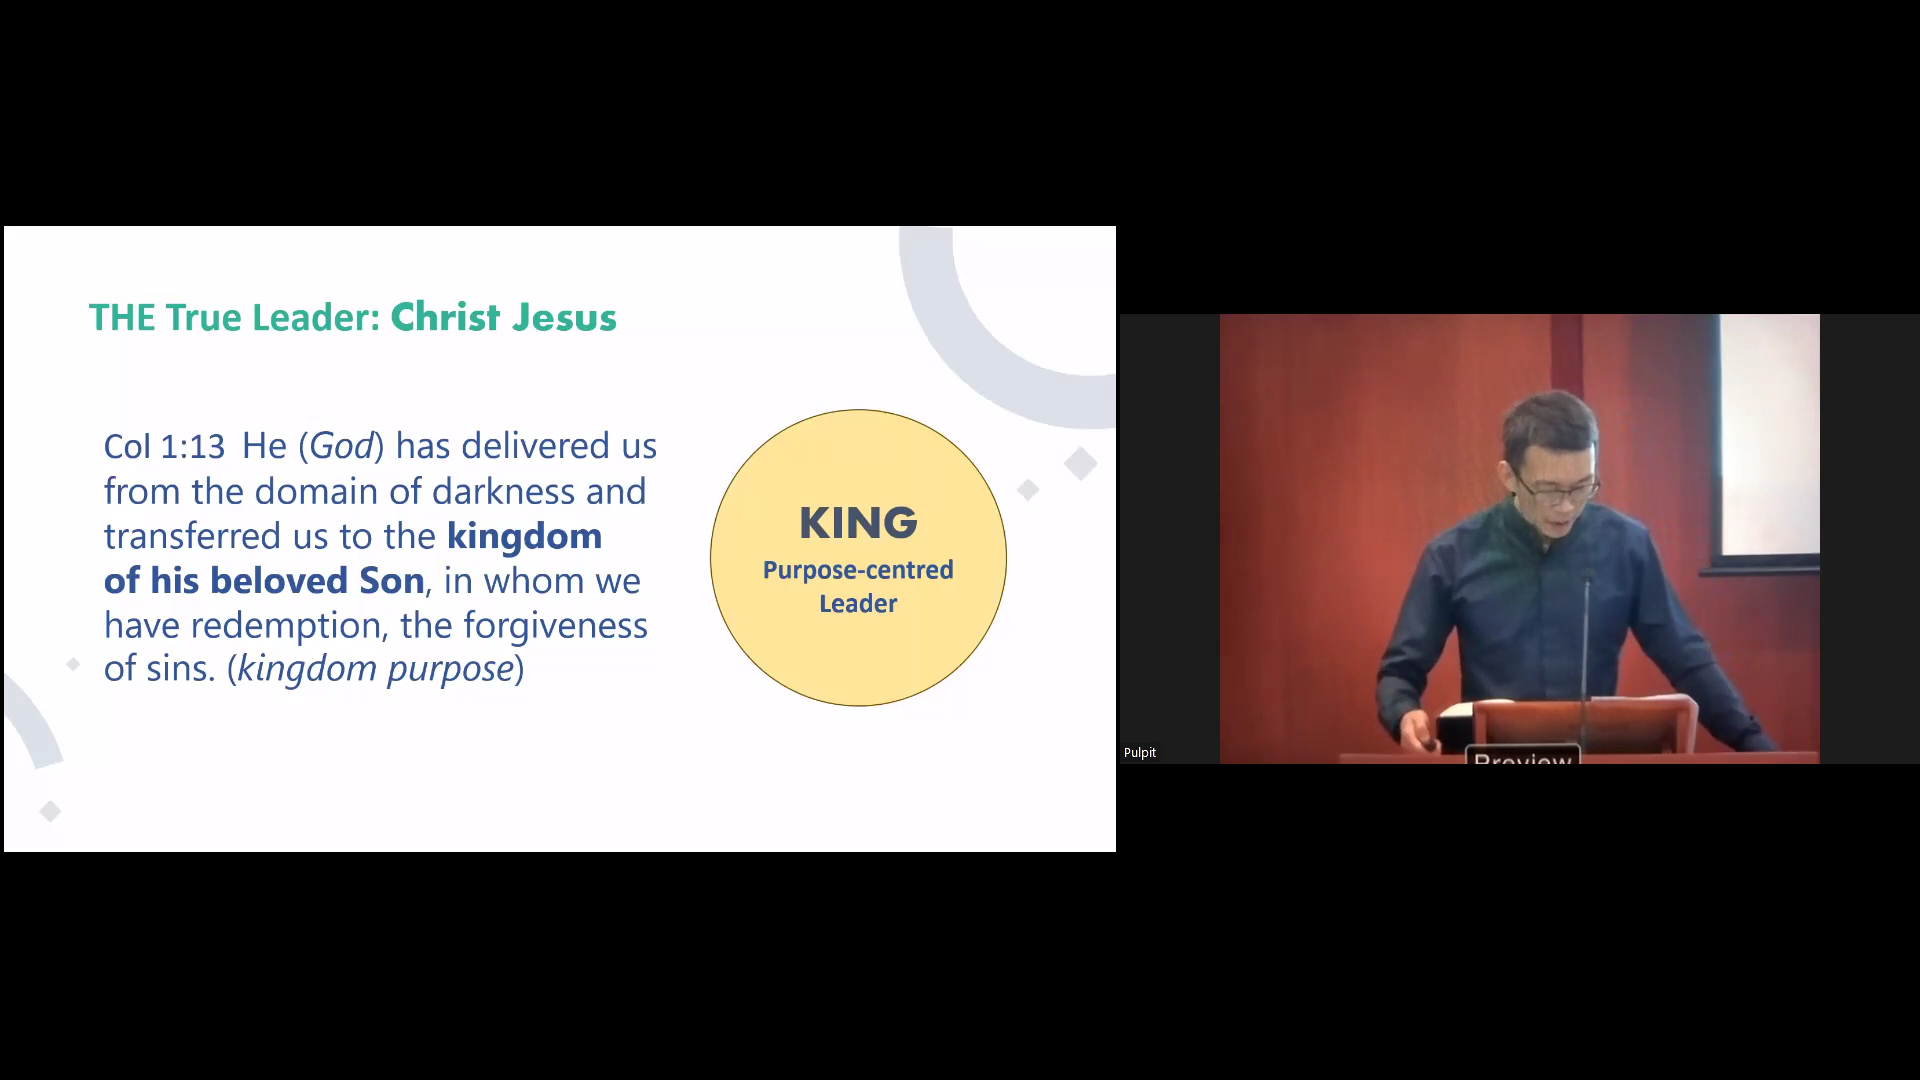 THE True Leader: Christ Jesus
Col 1:13 He (God) has delivered us
from the domain of darkness and
transferred us to the kingdom
of his beloved Son, in whom we
have redemption, the forgiveness
of sins. (kingdom purpose)
KING
Purpose-centred
Leader
Pulpit
Preview